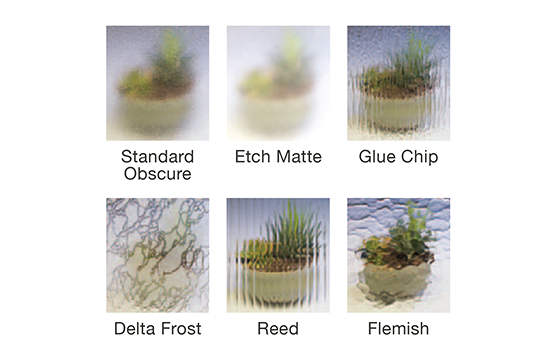 Standard
Obscure
Etch Matte
Glue Chip
Delta Frost
Reed
Flemish